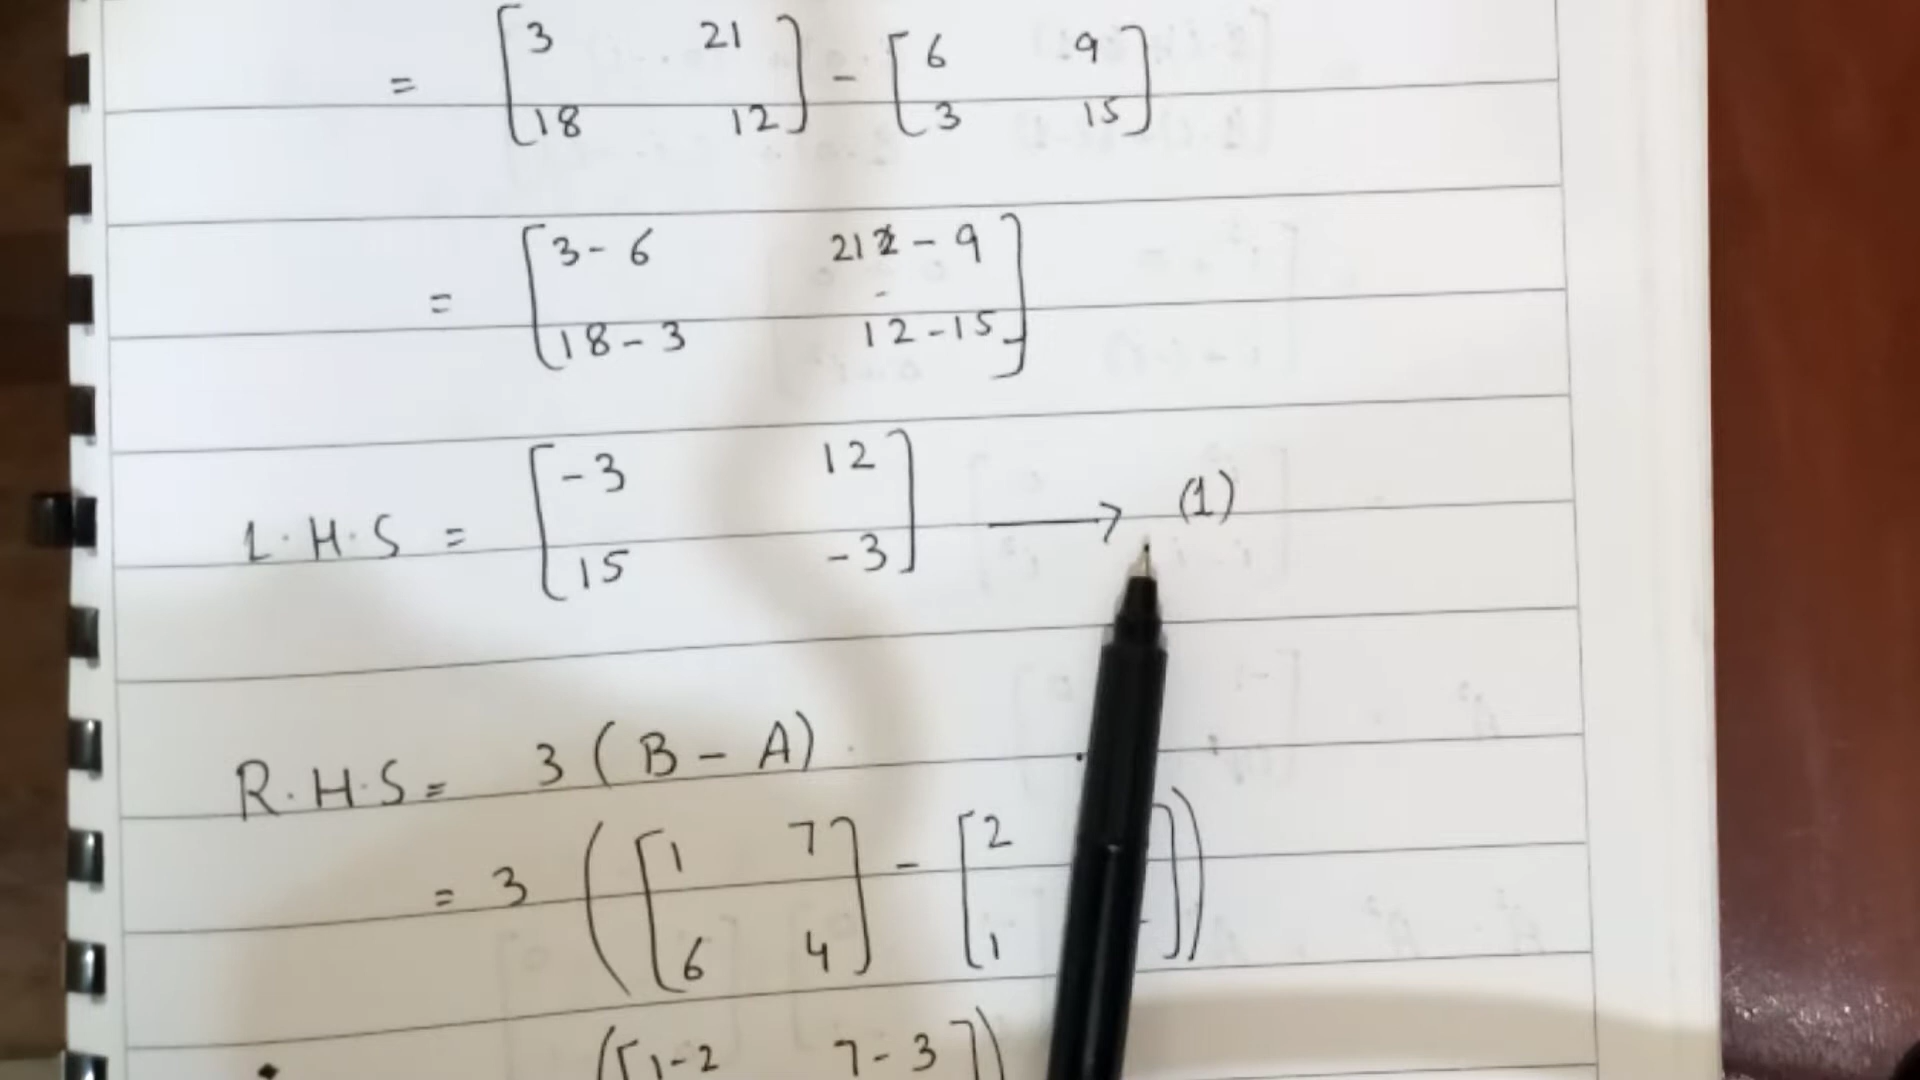 = [3 21
18 12] - [6 9
3 15]
= [3-6 21 - 9
18-3 12-15]
L.H.S = [-3 12
15 -3] → (1)
R.H.S = 3 (B - A)
= 3 ([1 7
6 4] - [2
1 ])
([1-2 7-3])